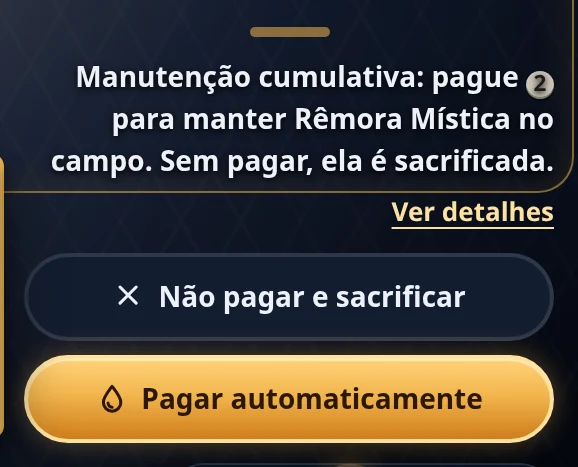 Manutenção cumulativa: pague 2
para manter Rêmora Mística no
campo. Sem pagar, ela é sacrificada.
Ver detalhes
Não pagar e sacrificar
Pagar automaticamente